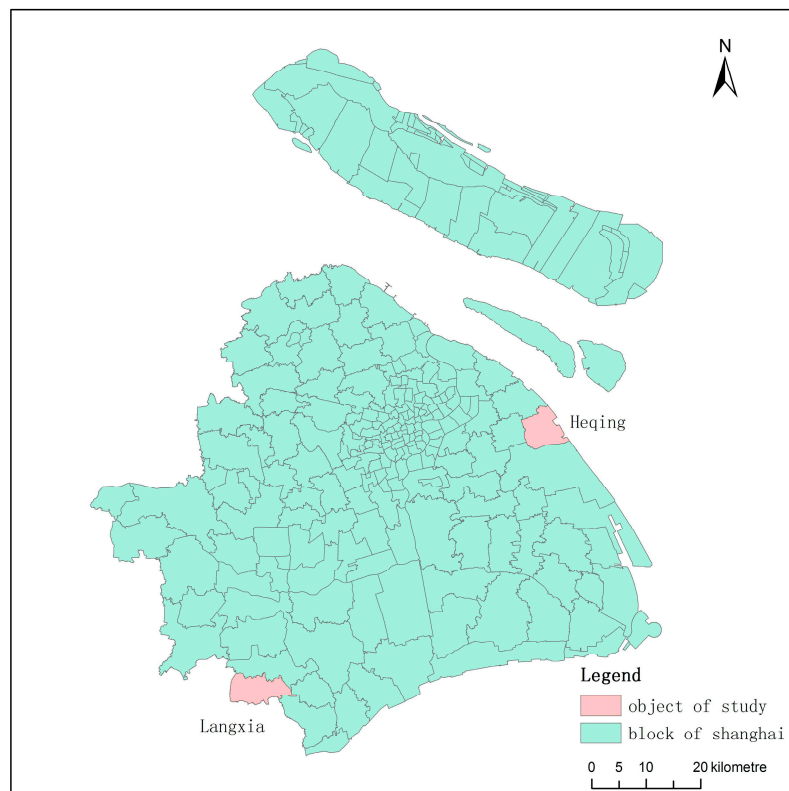 N
Heqing
Langxia
Legend
object of study
block of shanghai
0 5 10 20 kilometre